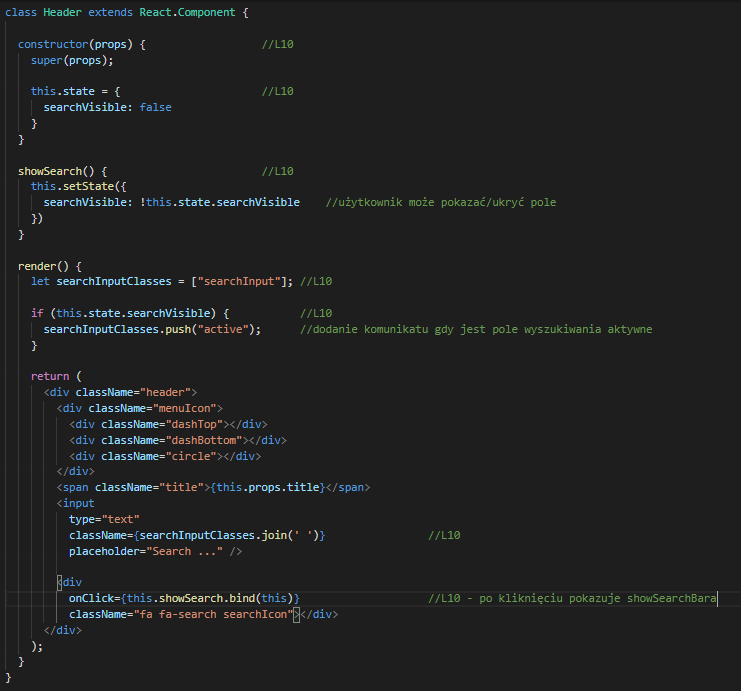 class Header extends React.Component {
constructor(props) { //L10
super(props);
this.state = { //L10
searchVisible: false
}
}
showSearch() { //L10
this.setState({
searchVisible: !this.state.searchVisible //użytkownik może pokazać/ukryć pole
})
}
render() {
let searchInputClasses = ["searchInput"]; //L10
if (this.state.searchVisible) { //L10
searchInputClasses.push("active"); //dodanie komunikatu gdy jest pole wyszukiwania aktywne
}
return (
<div className="header">
<div className="menuIcon">
<div className="dashTop"></div>
<div className="dashBottom"></div>
<div className="circle"></div>
</div>
<span className="title">{this.props.title}</span>
<input
type="text"
className={searchInputClasses.join(' ')} //L10
placeholder="Search ..." />
<div
onClick={this.showSearch.bind(this)} //L10 - po kliknięciu pokazuje showSearchBara
className="fa fa-search searchIcon"></div>
</div>
);
}
}